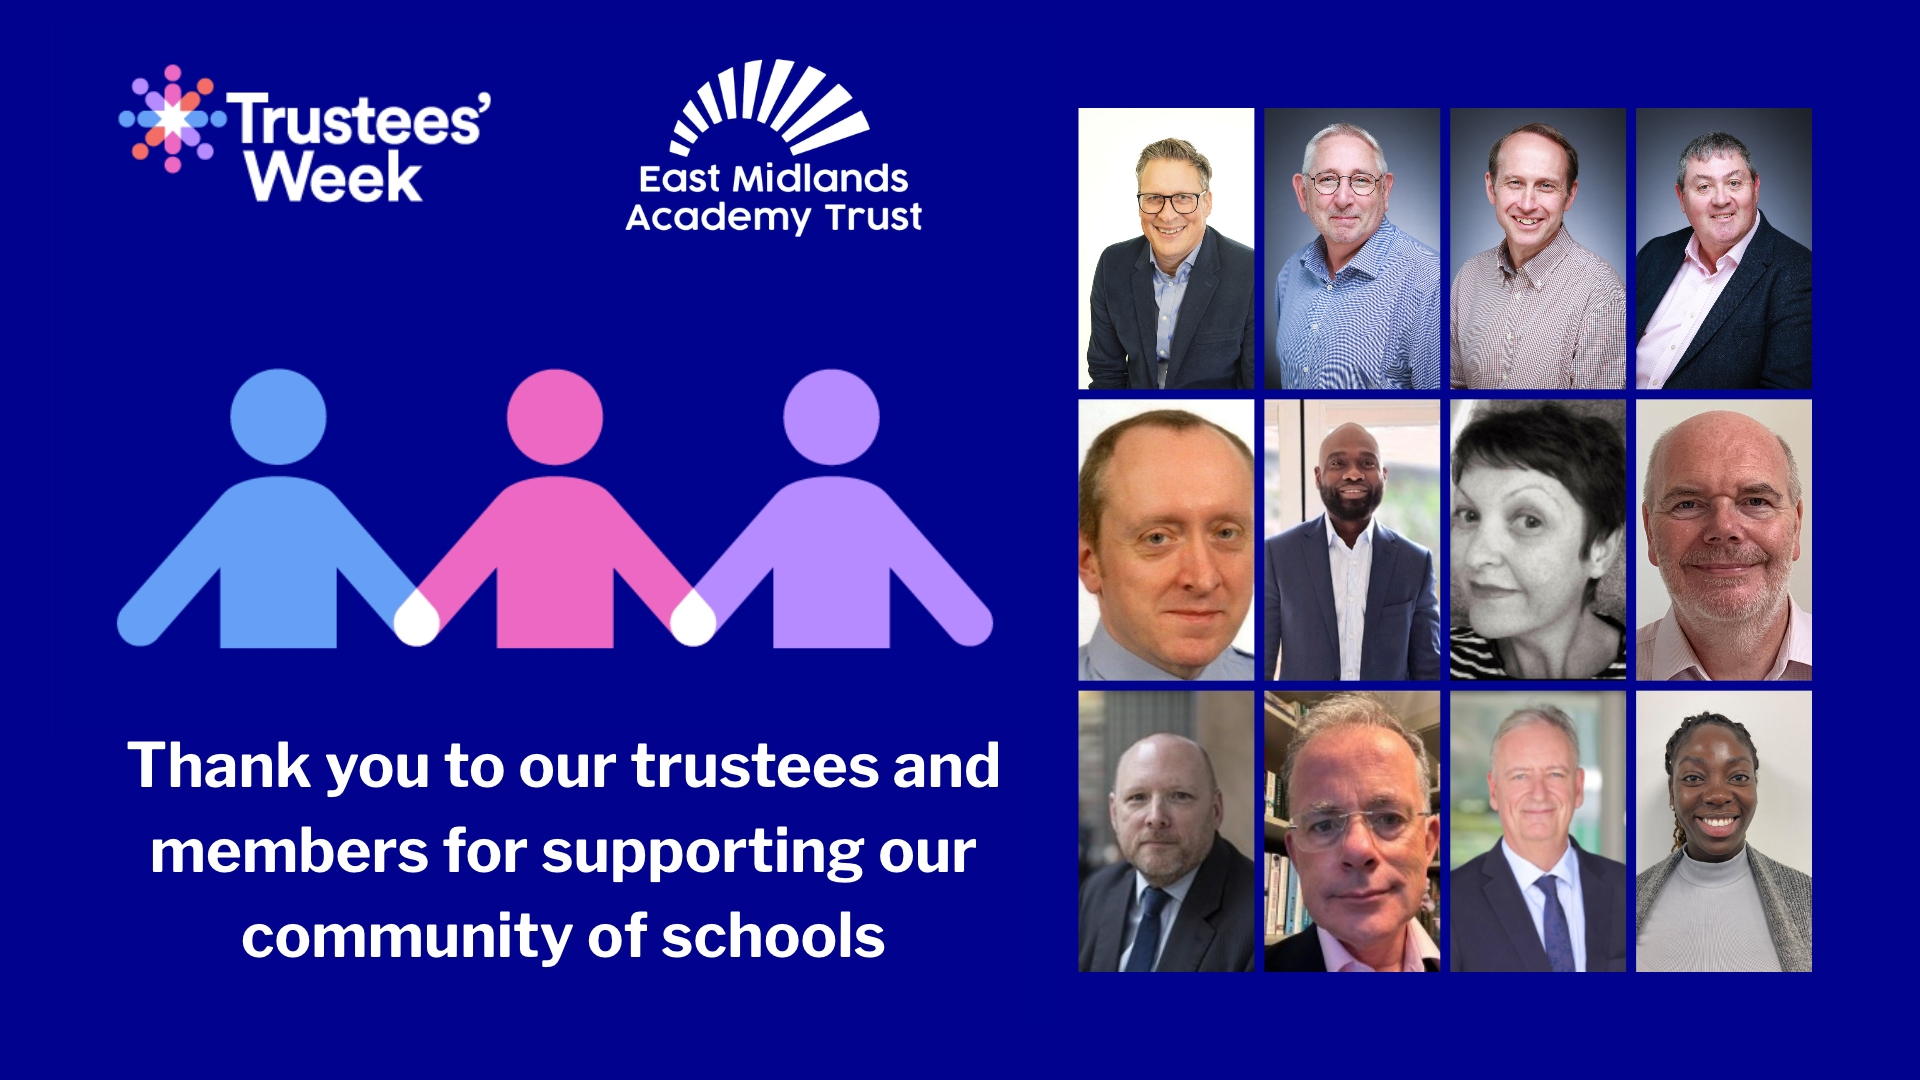 Trustees’
Week
East Midlands
Academy Trust
Thank you to our trustees and
members for supporting our
community of schools